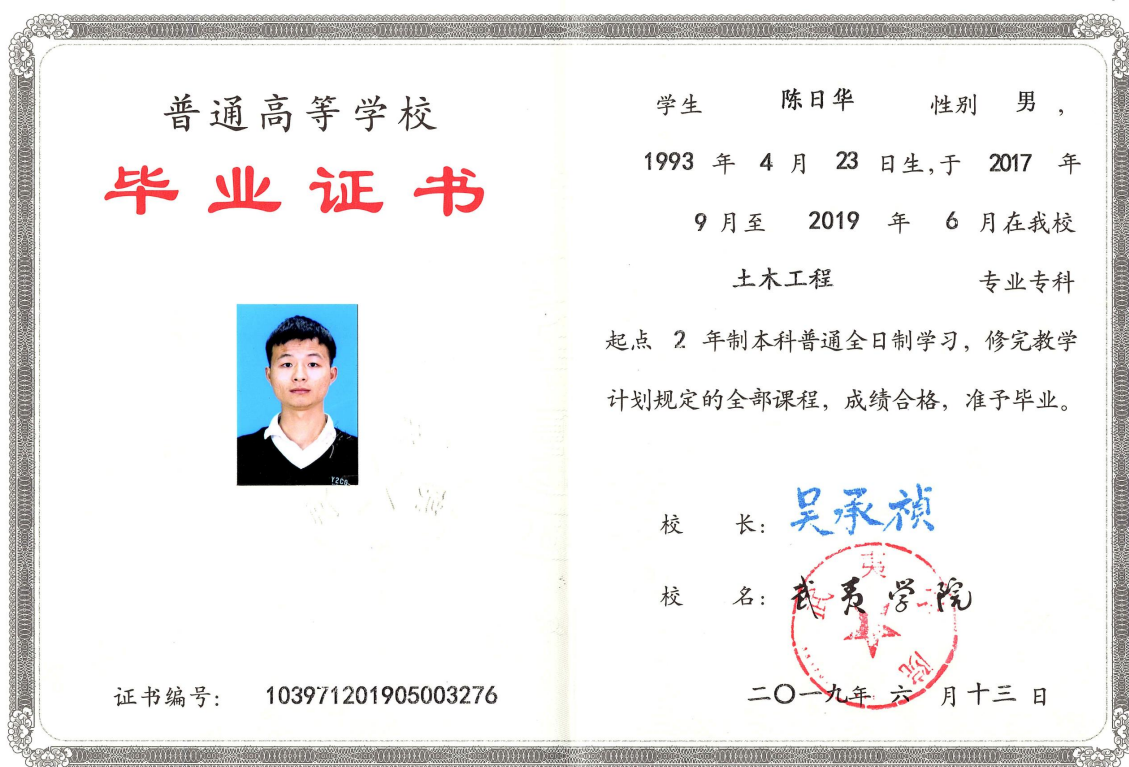 普通高等学校
毕业证书
证书编号: 103971201905003276
学生 陈日华 性别 男,
1993 年 4 月 23 日生,于 2017 年
9 月至 2019 年 6 月在我校
土木工程 专业专科
起点 2 年制本科普通全日制学习, 修完教学
计划规定的全部课程, 成绩合格, 准予毕业。
校 长: 吴承祯
校 名: 武夷学院
武夷学院
二〇一九年 六 月十三 日